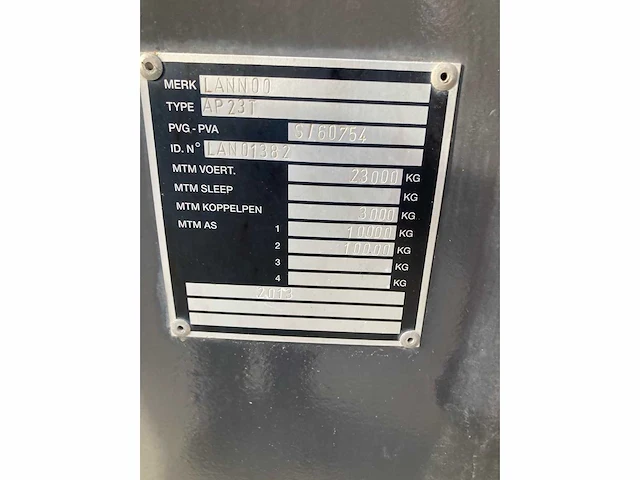 MERK LANNOO
TYPE AP23T
PVG - PVA S/60754
ID. N° LAN01382
MTM VOERT. 23000 KG
MTM SLEEP KG
MTM KOPPELPEN 3000 KG
MTM AS 1 10000 KG
2 10000 KG
3 KG
4 KG
2013